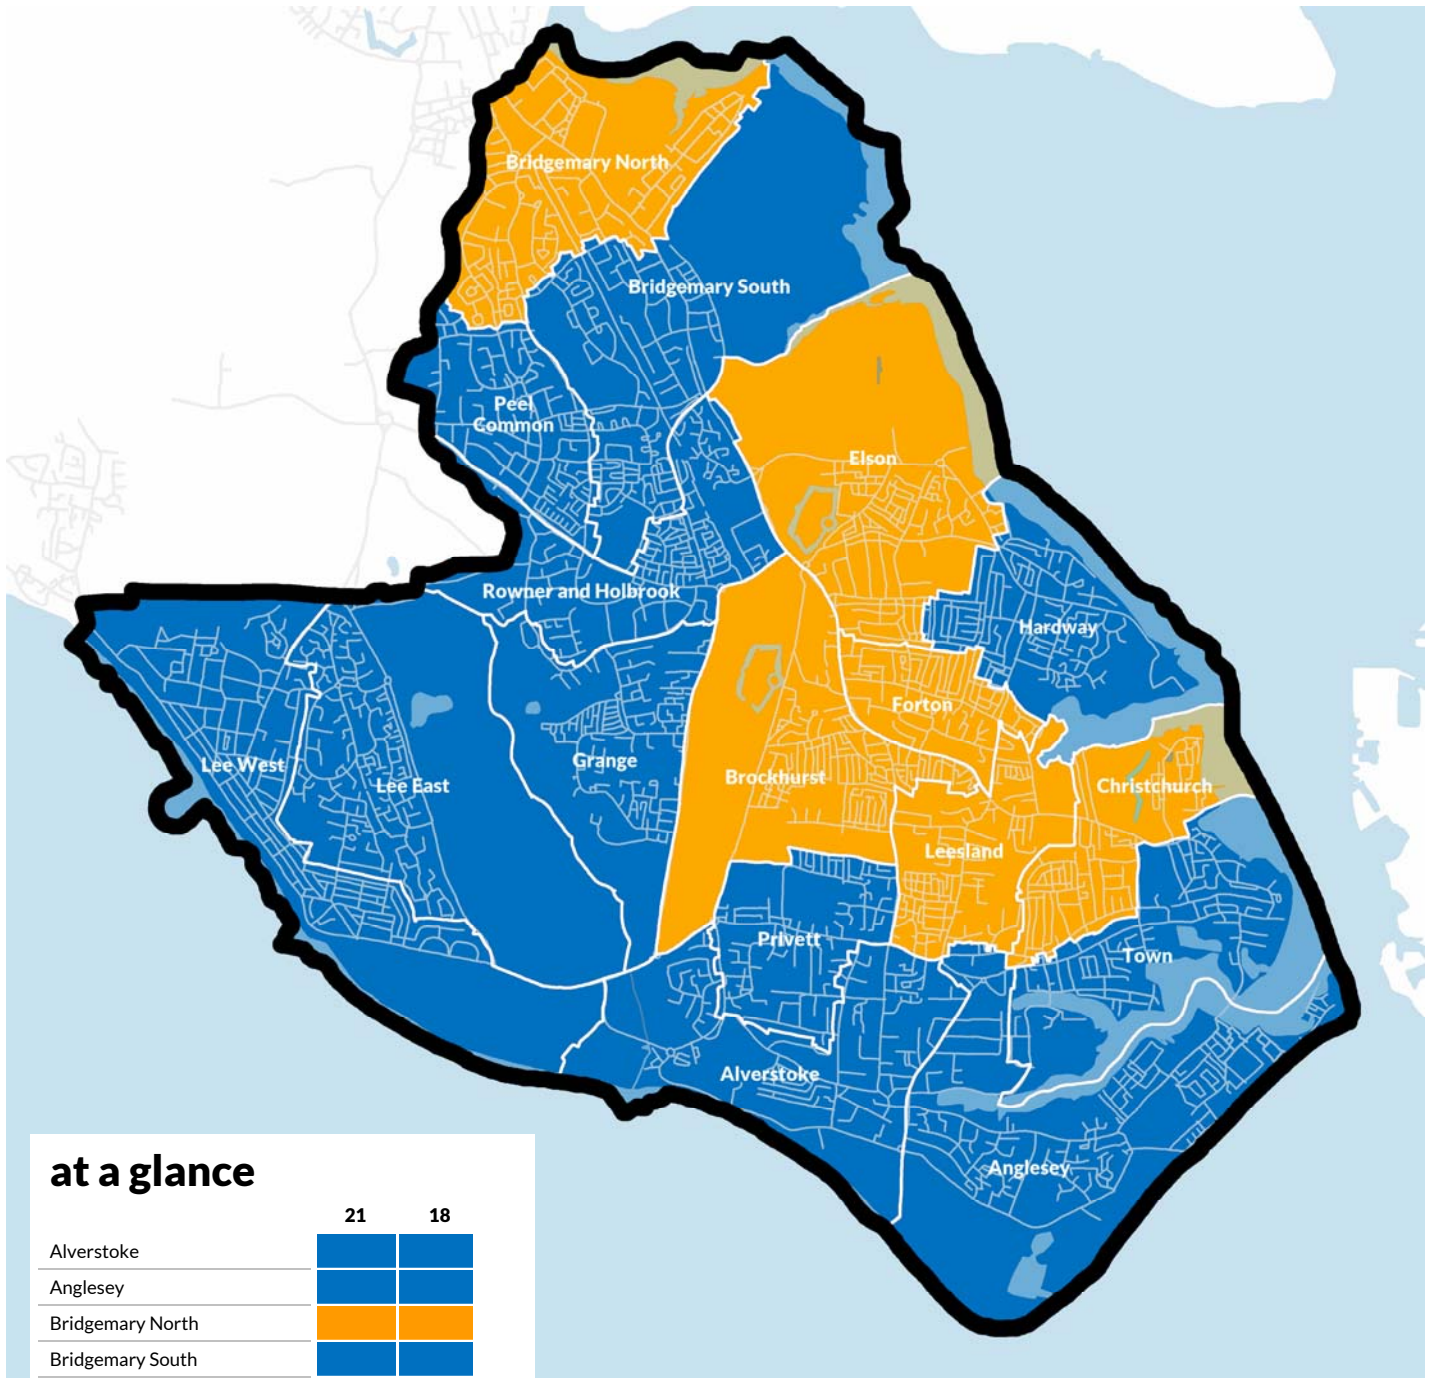 Bridgemary North
Bridgemary South
Peel
Common
Elson
Rowner and Holbrook
Hardway
Forton
Lee West
Lee East
Grange
Brockhurst
Christchurch
Leesland
Privett
Town
Alverstoke
Anglesey
at a glance
21 18
Alverstoke
Anglesey
Bridgemary North
Bridgemary South